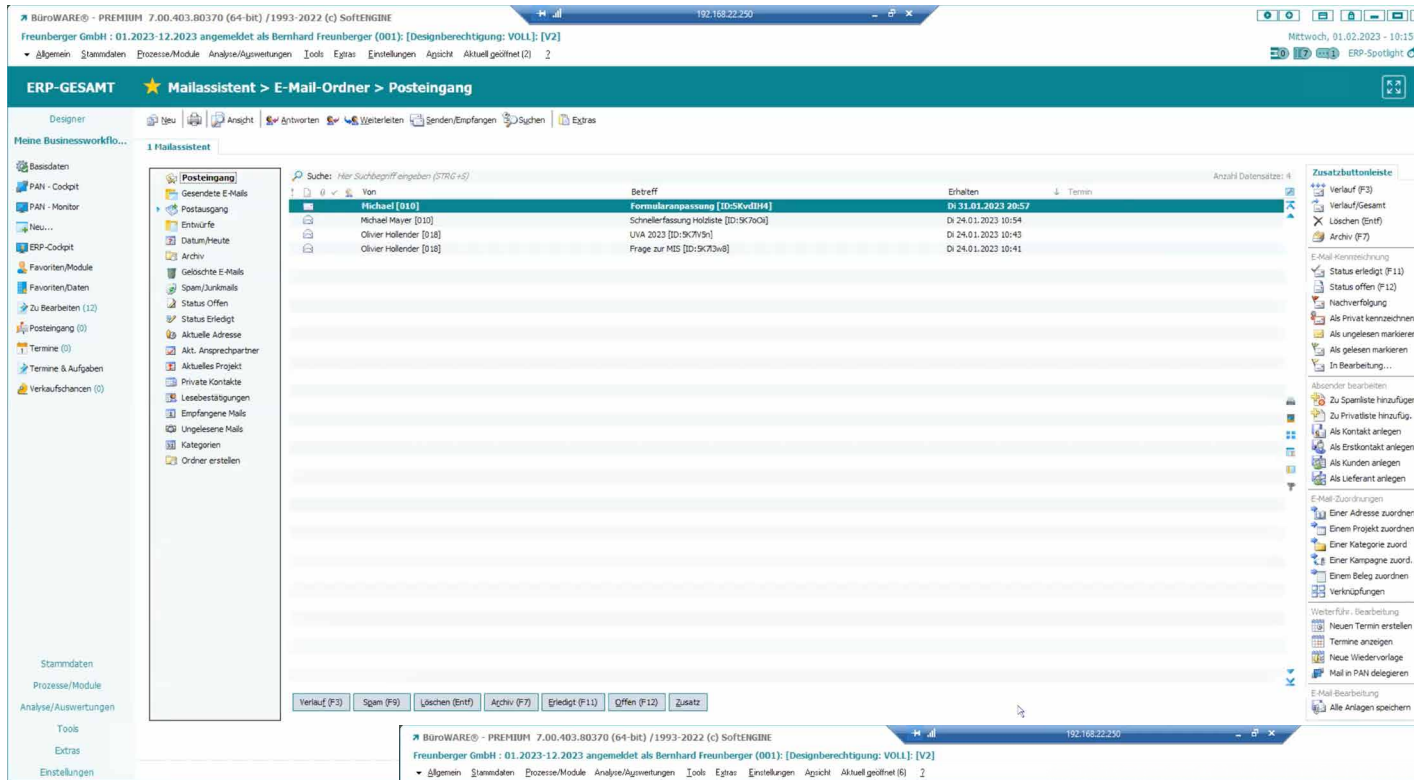 BüroWARE® - PREMIUM 7.00.403.80370 (64-bit) /1993-2022 (c) SoftENGINE
192.168.22.250
Freunberger GmbH : 01.2023-12.2023 angemeldet als Bernhard Freunberger (001): [Designberechtigung: VOLL]: [V2]
Mittwoch, 01.02.2023 - 10:15
Allgemein Stammdaten Prozesse/Module Analyse/Auswertungen Tools Extras Einstellungen Ansicht Aktuell geöffnet (2) ?
0 7 1 ERP-Spotlight
ERP-GESAMT
Mailassistent > E-Mail-Ordner > Posteingang
Designer
Neu Ansicht Antworten Weiterleiten Senden/Empfangen Suchen Extras
Meine Businessworkflo...
1 Mailassistent
Basisdaten
PAN - Cockpit
PAN - Monitor
Neu...
ERP-Cockpit
Favoriten/Module
Favoriten/Daten
Zu Bearbeiten (12)
Posteingang (0)
Termine (0)
Termine & Aufgaben
Verkaufschancen (0)
Stammdaten
Prozesse/Module
Analyse/Auswertungen
Tools
Extras
Einstellungen
Posteingang
Gesendete E-Mails
Postausgang
Entwürfe
Datum/Heute
Archiv
Gelöschte E-Mails
Spam/Junkmails
Status Offen
Status Erledigt
Aktuelle Adresse
Akt. Ansprechpartner
Aktuelles Projekt
Private Kontakte
Lesebestätigungen
Empfangene Mails
Ungelesene Mails
Kategorien
Ordner erstellen
Suche: Hier Suchbegriff eingeben (STRG+S)
Anzahl Datensätze: 4
Von Betreff Erhalten Termin
Michael [010] Formularanpassung [ID:5KvdIH4] Di 31.01.2023 20:57
Michael Mayer [010] Schnellerfassung Holzliste [ID:5K7oOii] Di 24.01.2023 10:54
Olivier Hollender [018] UVA 2023 [ID:5K7lV5n] Di 24.01.2023 10:43
Olivier Hollender [018] Frage zur MIS [ID:5K7l3w8] Di 24.01.2023 10:41
Verlauf (F3) Spam (F9) Löschen (Entf) Archiv (F7) Erledigt (F11) Offen (F12) Zusatz
Zusatzbuttonleiste
Verlauf (F3)
Verlauf/Gesamt
Löschen (Entf)
Archiv (F7)
E-Mail-Kennzeichnung
Status erledigt (F11)
Status offen (F12)
Nachverfolgung
Als Privat kennzeichnen
Als ungelesen markieren
Als gelesen markieren
In Bearbeitung...
Absender bearbeiten
Zu Spamliste hinzufügen
Zu Privatliste hinzufüg.
Als Kontakt anlegen
Als Erstkontakt anlegen
Als Kunden anlegen
Als Lieferant anlegen
E-Mail-Zuordnungen
Einer Adresse zuordnen
Einem Projekt zuordnen
Einer Kategorie zuord
Einer Kampagne zuord.
Einem Beleg zuordnen
Verknüpfungen
Weiterführ. Bearbeitung
Neuen Termin erstellen
Termine anzeigen
Neue Wiedervorlage
Mail in PAN delegieren
E-Mail-Bearbeitung
Alle Anlagen speichern
BüroWARE® - PREMIUM 7.00.403.80370 (64-bit) /1993-2022 (c) SoftENGINE
192.168.22.250
Freunberger GmbH : 01.2023-12.2023 angemeldet als Bernhard Freunberger (001): [Designberechtigung: VOLL]: [V2]
Allgemein Stammdaten Prozesse/Module Analyse/Auswertungen Tools Extras Einstellungen Ansicht Aktuell geöffnet (6) ?